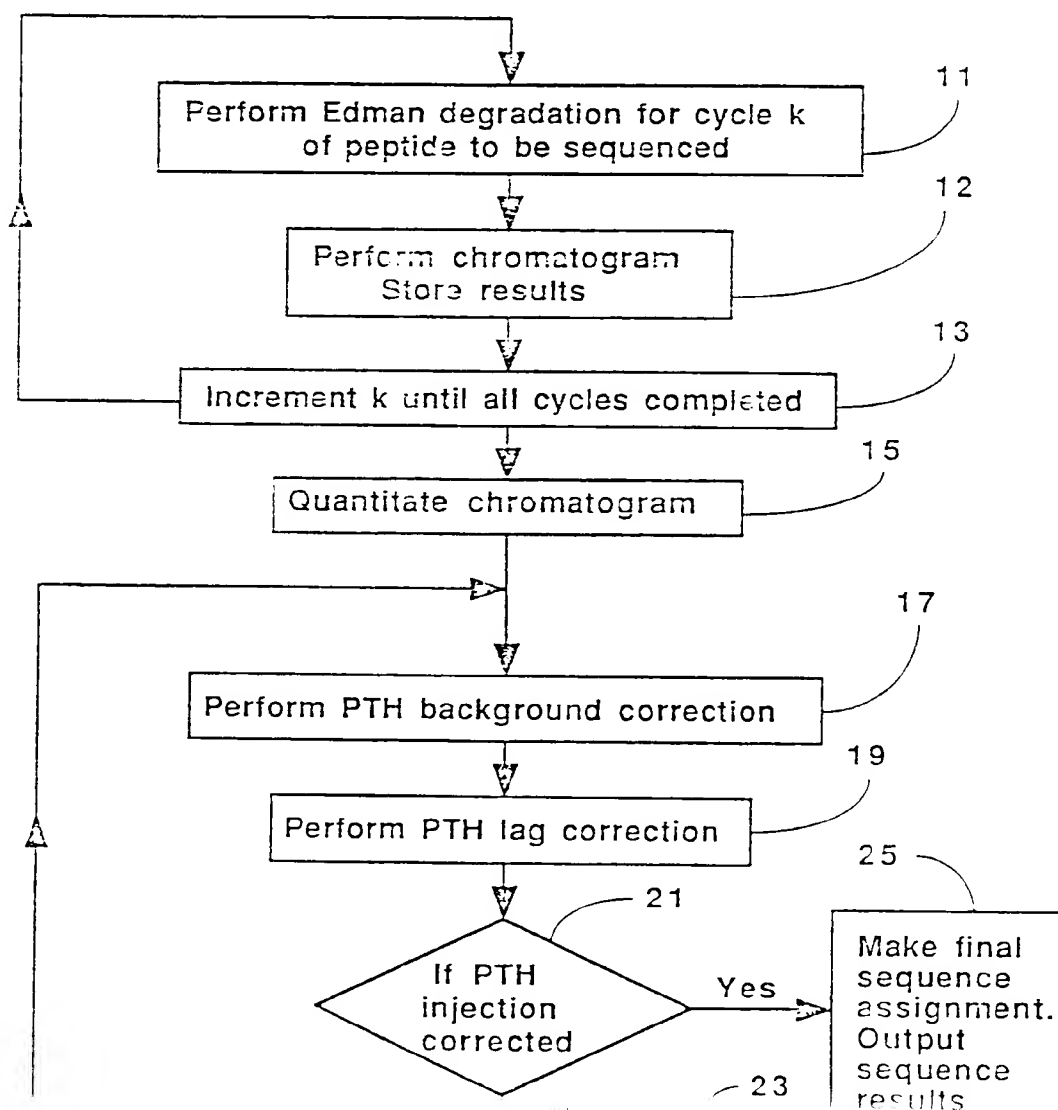 11
Perform Edman degradation for cycle k
of peptide to be sequenced
12
Perform chromatogram
Store results
13
Increment k until all cycles completed
15
Quantitate chromatogram
17
Perform PTH background correction
19
Perform PTH lag correction
25
21
If PTH
injection
corrected
Yes
Make final
sequence
assignment.
Output
sequence
results
23